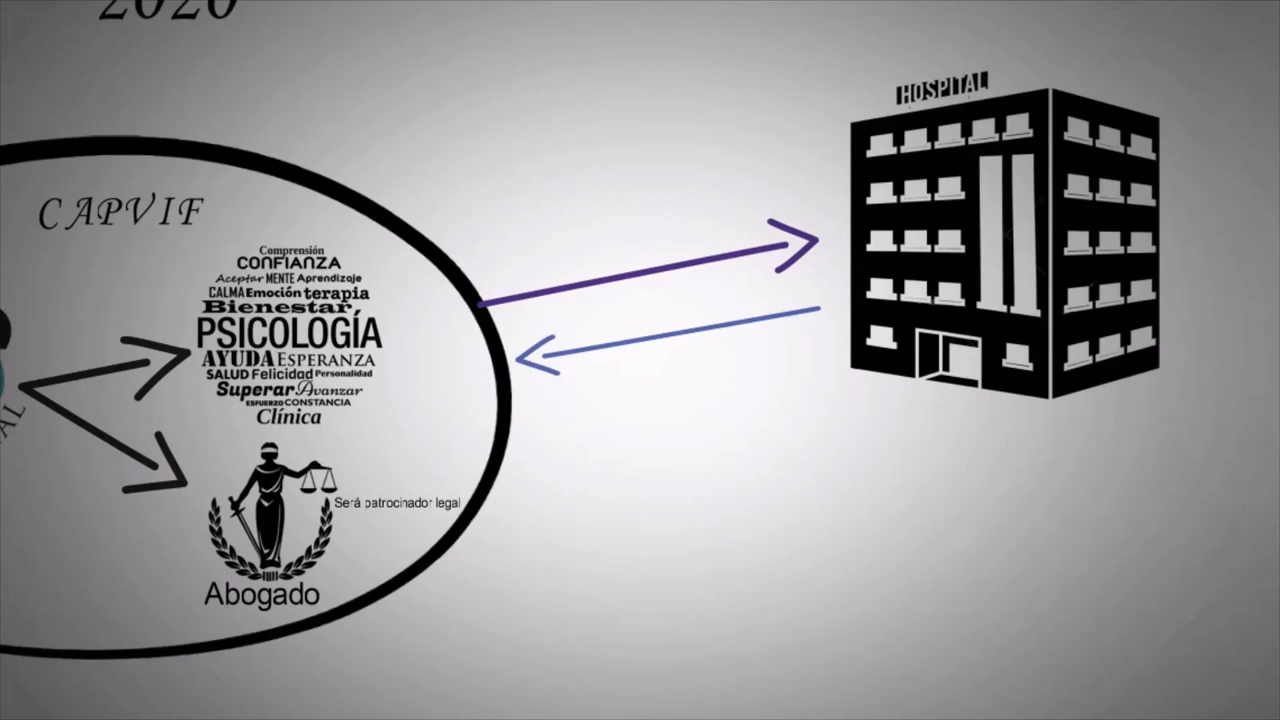 2020
HOSPITAL
CAPVIF
Comprensión
CONFIANZA
Aceptar MENTE Aprendizaje
CALMA Emoción terapia
Bienestar
PSICOLOGÍA
AYUDA ESPERANZA
SALUD Felicidad Personalidad
Superar Avanzar
ESFUERZO CONSTANCIA
Clínica
Será patrocinador legal
Abogado